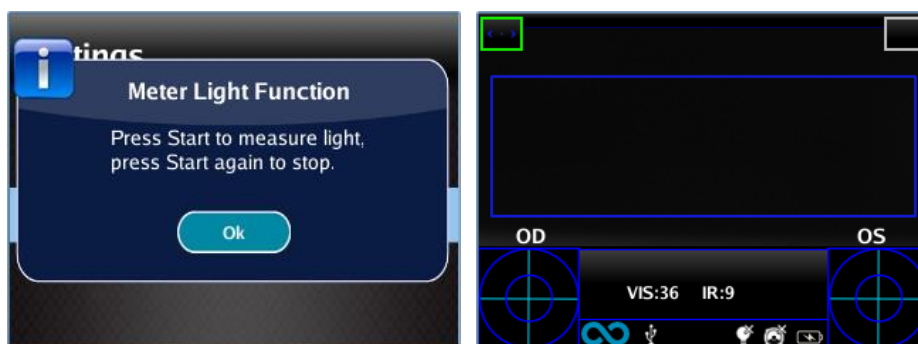 tings
Meter Light Function
Press Start to measure light,
press Start again to stop.
Ok
OD
OS
VIS:36 IR:9